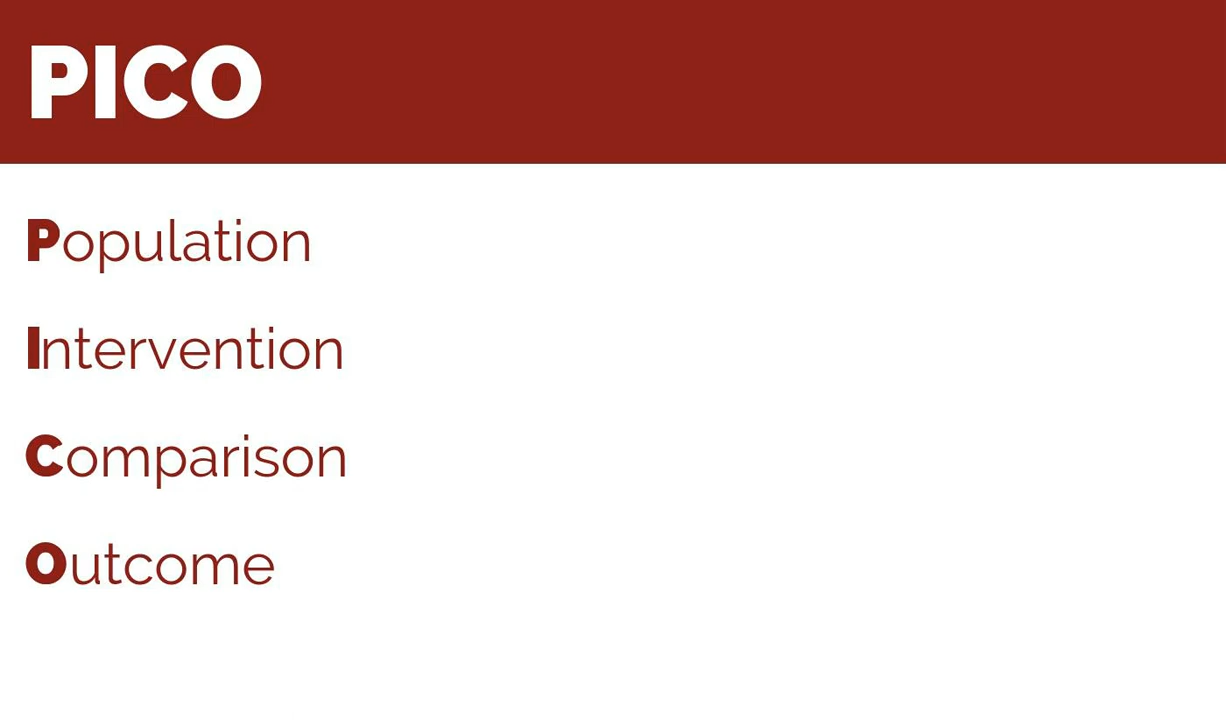 PICO
Population
Intervention
Comparison
Outcome